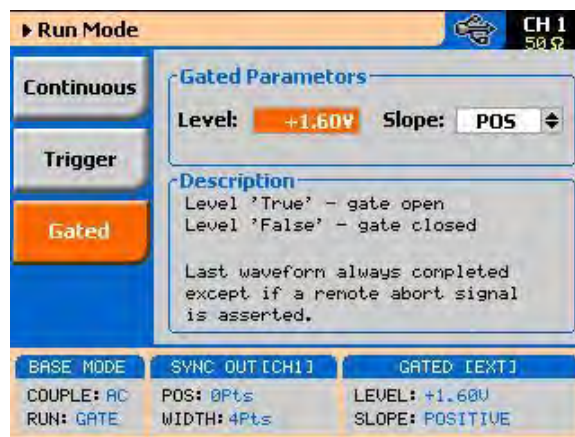 ▶ Run Mode
CH 1
50 Ω
Continuous
Trigger
Gated
Gated Parametors
Level: +1.60V Slope: POS
Description
Level 'True' - gate open
Level 'False' - gate closed
Last waveform always completed
except if a remote abort signal
is asserted.
BASE MODE
COUPLE: AC
RUN: GATE
SYNC OUT[CH1]
POS: 0Pts
WIDTH: 4Pts
GATED [EXT]
LEVEL: +1.60V
SLOPE: POSITIVE